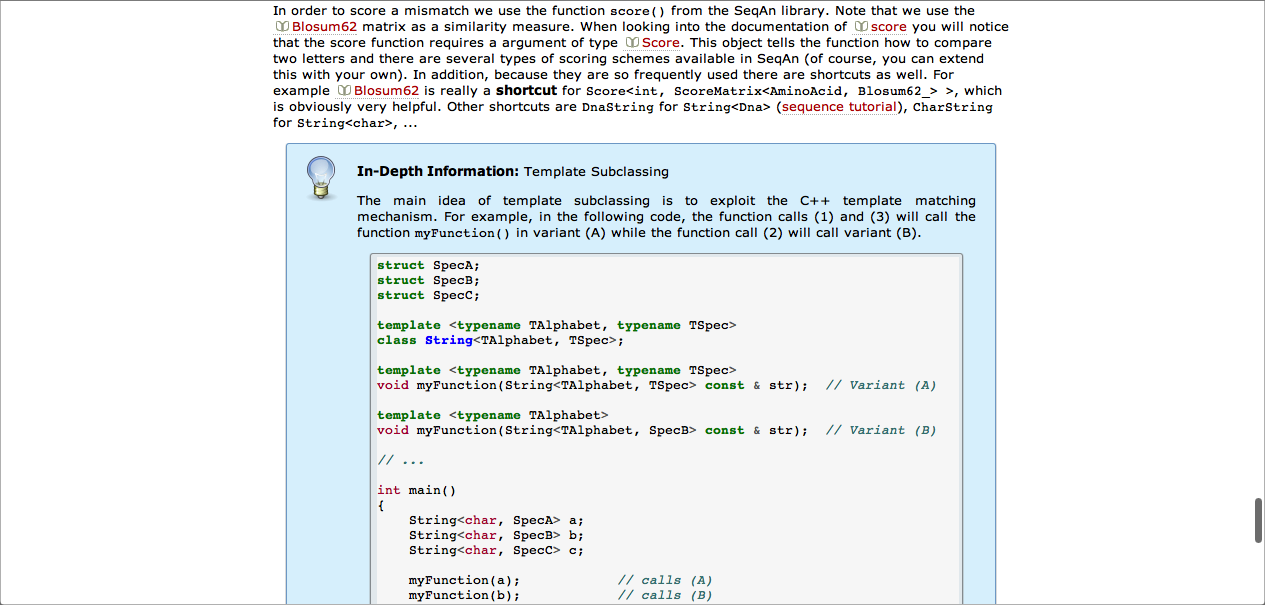 In order to score a mismatch we use the function score() from the SeqAn library. Note that we use the
Blosum62 matrix as a similarity measure. When looking into the documentation of score you will notice
that the score function requires a argument of type Score. This object tells the function how to compare
two letters and there are several types of scoring schemes available in SeqAn (of course, you can extend
this with your own). In addition, because they are so frequently used there are shortcuts as well. For
example Blosum62 is really a shortcut for Score<int, ScoreMatrix<AminoAcid, Blosum62_> >, which
is obviously very helpful. Other shortcuts are DnaString for String<Dna> (sequence tutorial), CharString
for String<char>, ...
In-Depth Information: Template Subclassing
The main idea of template subclassing is to exploit the C++ template matching
mechanism. For example, in the following code, the function calls (1) and (3) will call the
function myFunction() in variant (A) while the function call (2) will call variant (B).
struct SpecA;
struct SpecB;
struct SpecC;
template <typename TAlphabet, typename TSpec>
class String<TAlphabet, TSpec>;
template <typename TAlphabet, typename TSpec>
void myFunction(String<TAlphabet, TSpec> const & str);  // Variant (A)
template <typename TAlphabet>
void myFunction(String<TAlphabet, SpecB> const & str);  // Variant (B)
// ...
int main()
{
    String<char, SpecA> a;
    String<char, SpecB> b;
    String<char, SpecC> c;
    myFunction(a);            // calls (A)
    myFunction(b);            // calls (B)